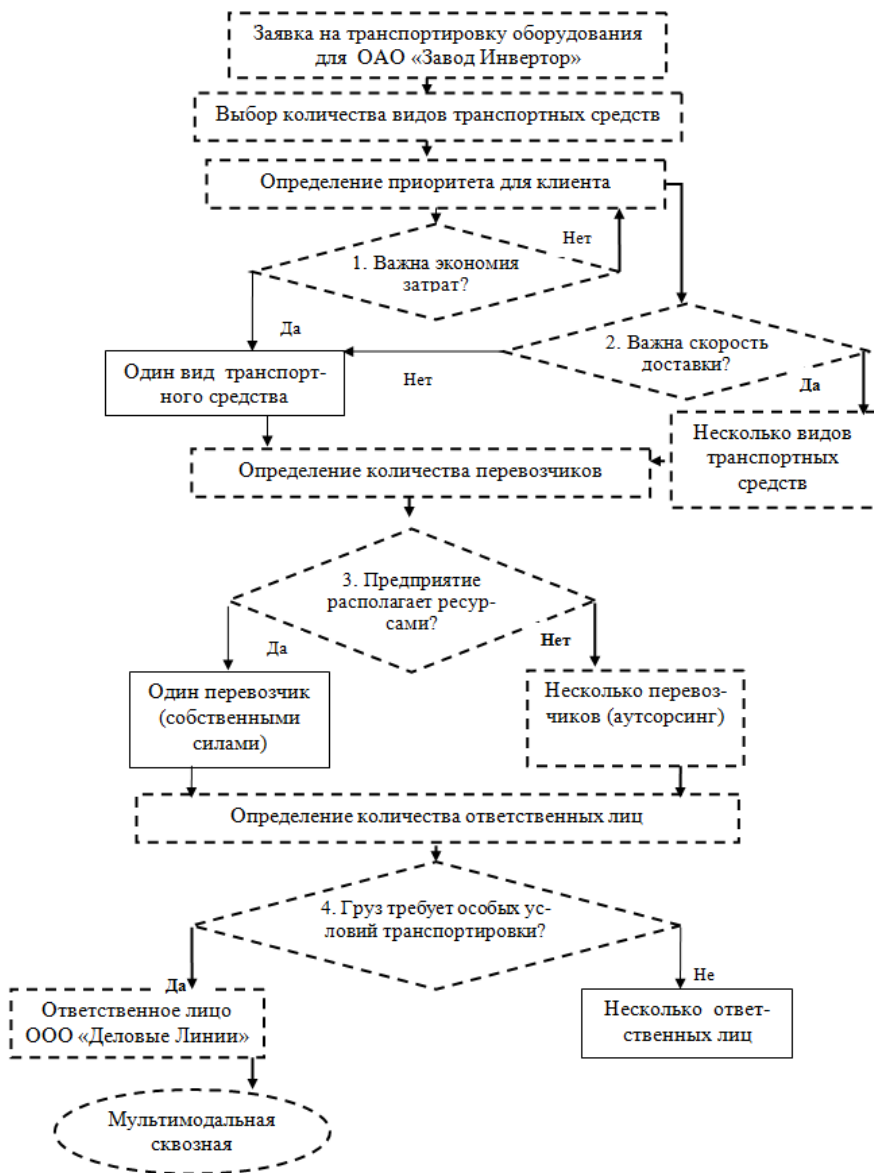 Заявка на транспортировку оборудования
для ОАО «Завод Инвертор»
Выбор количества видов транспортных средств
Определение приоритета для клиента
Нет
1. Важна экономия
затрат?
Да
2. Важна скорость
доставки?
Нет
Да
Один вид транспорт-
ного средства
Несколько видов
транспортных
средств
Определение количества перевозчиков
3. Предприятие
располагает ресур-
сами?
Да
Нет
Один перевозчик
(собственными
силами)
Несколько перевоз-
чиков (аутсорсинг)
Определение количества ответственных лиц
4. Груз требует особых ус-
ловий транспортировки?
Да
Не
Ответственное лицо
ООО «Деловые Линии»
Несколько ответ-
ственных лиц
Мультимодальная
сквозная